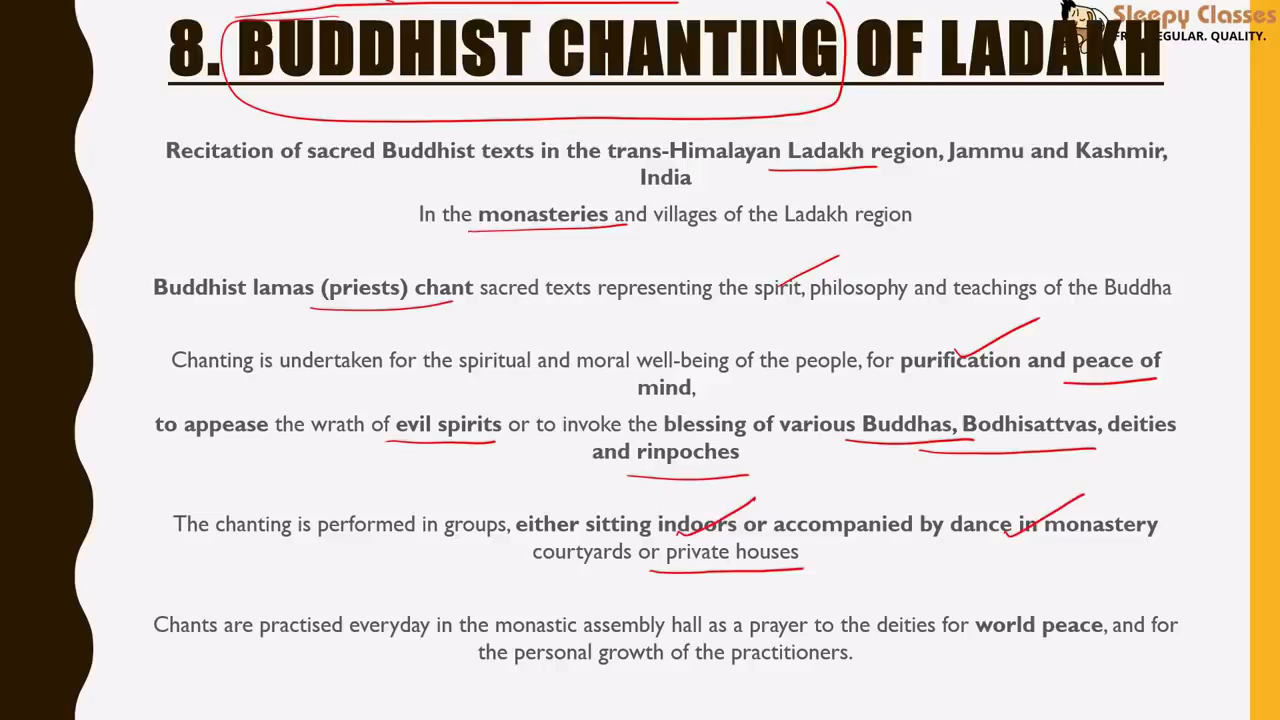 Sleepy Classes
8. BUDDHIST CHANTING OF LADAKH
REGULAR. QUALITY.
Recitation of sacred Buddhist texts in the trans-Himalayan Ladakh region, Jammu and Kashmir,
India
In the monasteries and villages of the Ladakh region
Buddhist lamas (priests) chant sacred texts representing the spirit, philosophy and teachings of the Buddha
Chanting is undertaken for the spiritual and moral well-being of the people, for purification and peace of
mind,
to appease the wrath of evil spirits or to invoke the blessing of various Buddhas, Bodhisattvas, deities
and rinpoches
The chanting is performed in groups, either sitting indoors or accompanied by dance in monastery
courtyards or private houses
Chants are practised everyday in the monastic assembly hall as a prayer to the deities for world peace, and for
the personal growth of the practitioners.